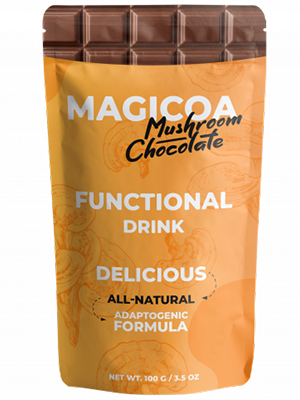 MAGICOA
Mushroom
Chocolate
FUNCTIONAL
DRINK
DELICIOUS
ALL-NATURAL
ADAPTOGENIC
FORMULA
NET WT. 100 G / 3.5 OZ